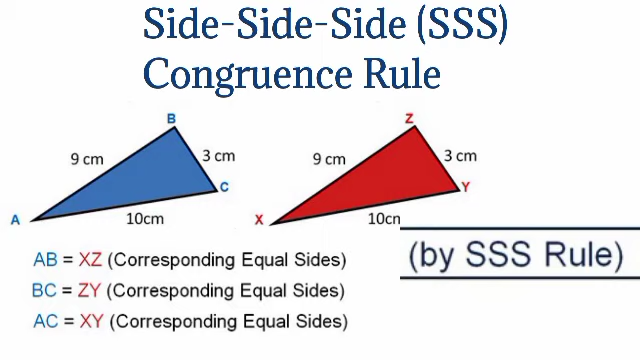 Side-Side-Side (SSS)
Congruence Rule
B
Z
9 cm
3 cm
9 cm
3 cm
C
Y
A
10cm
X
10cn
AB = XZ (Corresponding Equal Sides)
(by SSS Rule)
BC = ZY (Corresponding Equal Sides)
AC = XY (Corresponding Equal Sides)